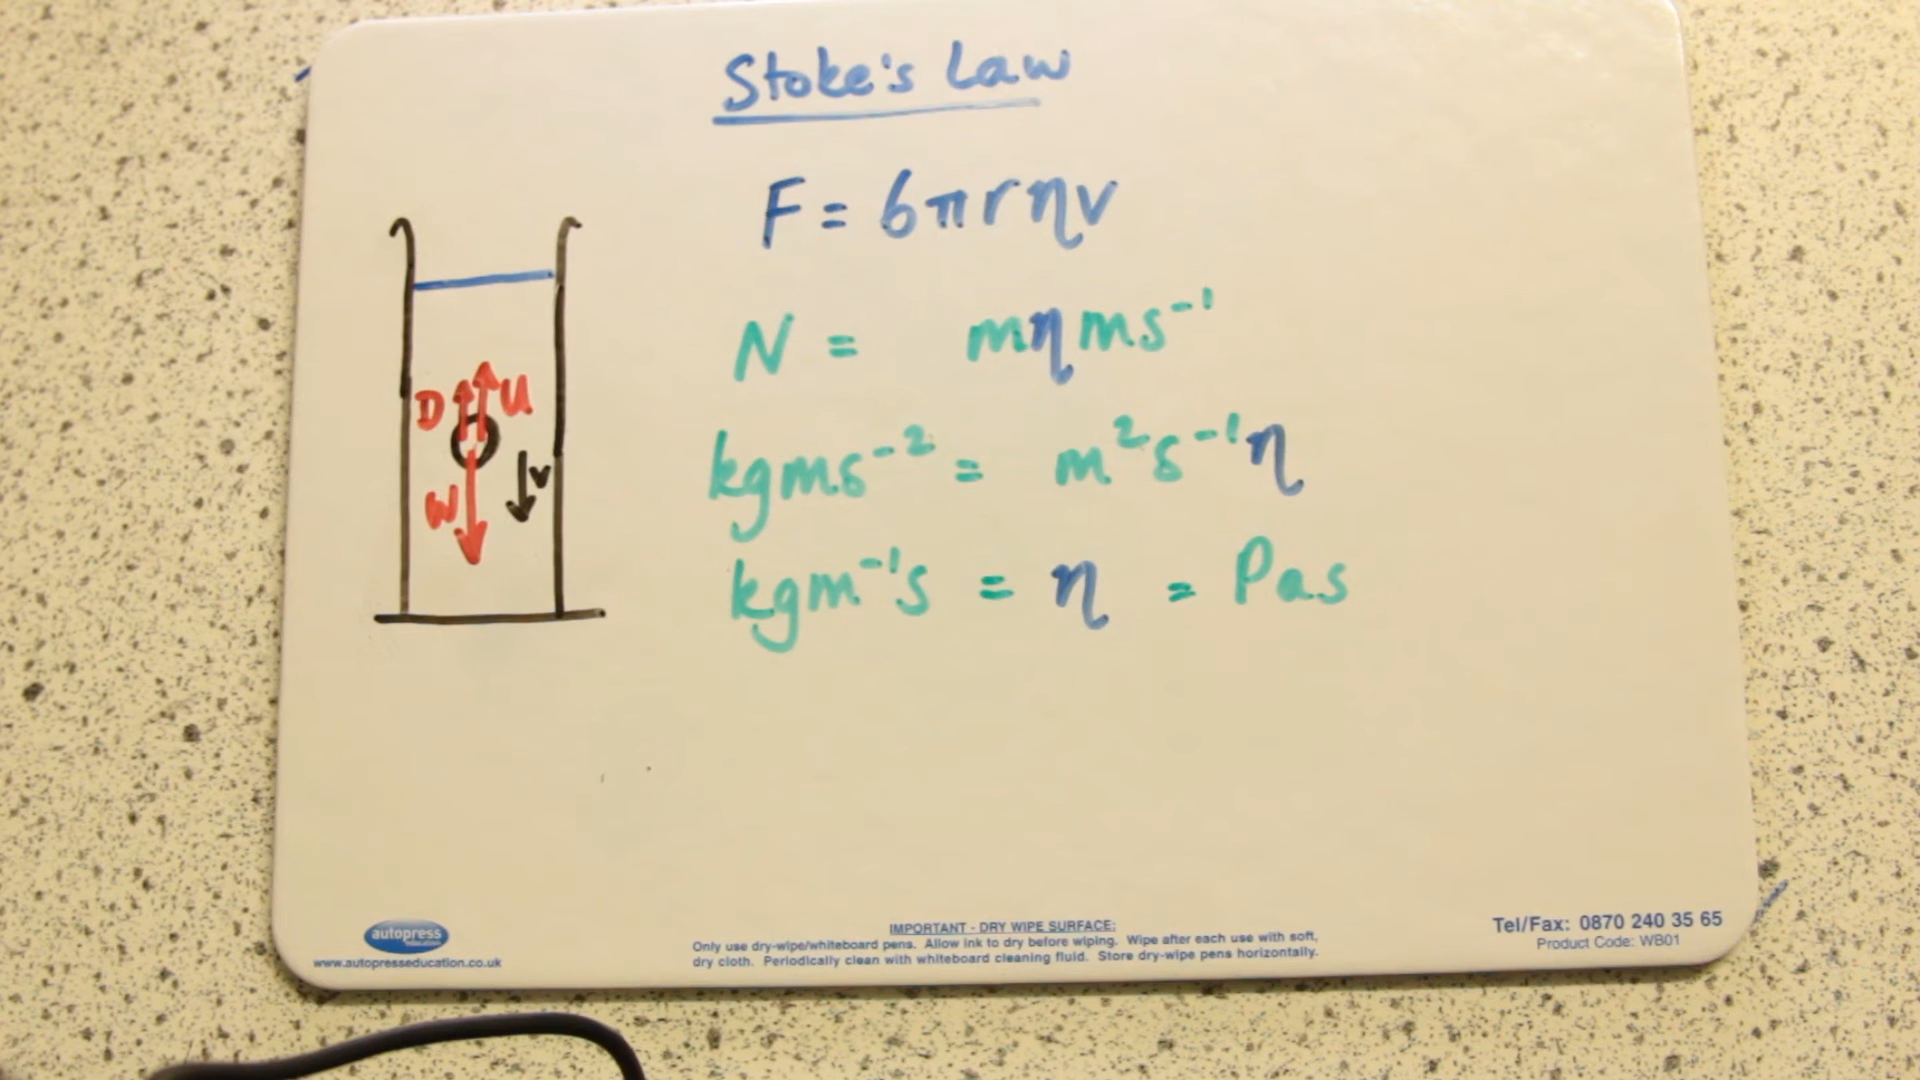 Stoke's Law
F = 6πrηv
N = mηms⁻¹
kgms⁻² = m²s⁻¹η
kgm⁻¹s = η = Pas
D U
W v
autopress
education
www.autopresseducation.co.uk
IMPORTANT - DRY WIPE SURFACE:
Only use dry-wipe/whiteboard pens. Allow ink to dry before wiping. Wipe after each use with soft,
dry cloth. Periodically clean with whiteboard cleaning fluid. Store dry-wipe pens horizontally.
Tel/Fax: 0870 240 35 65
Product Code: WB01